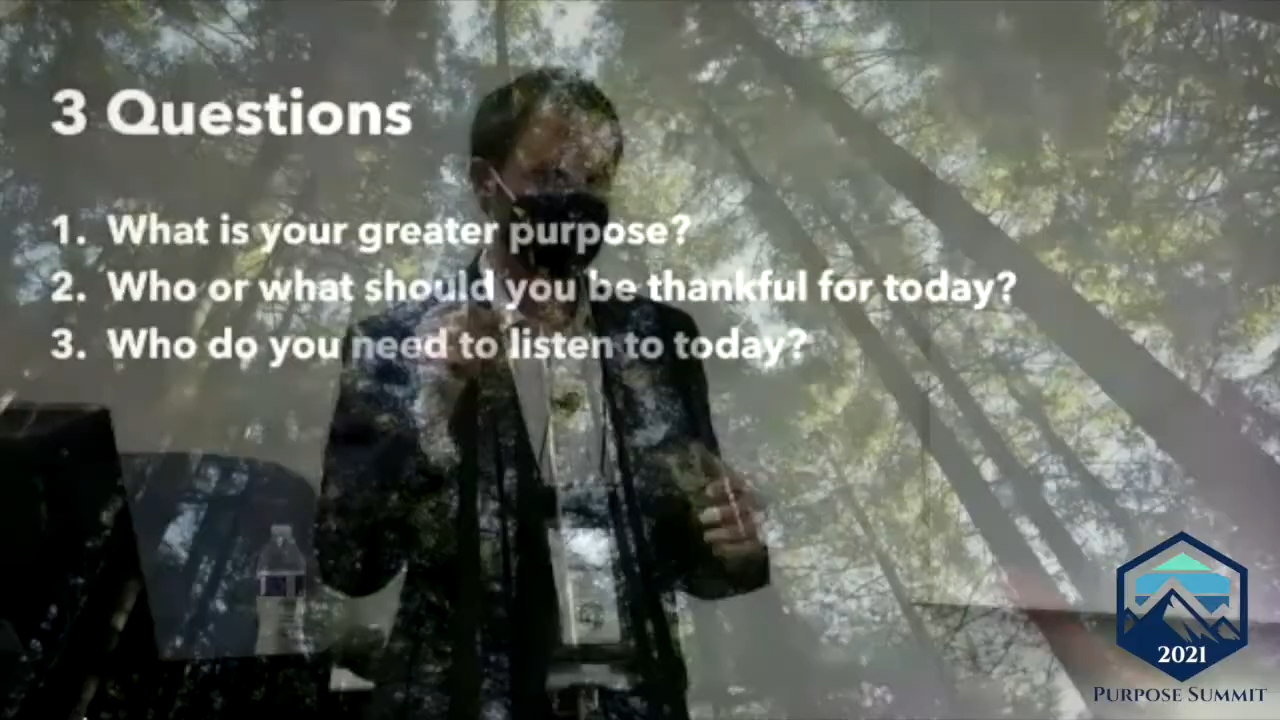 3 Questions
1. What is your greater purpose?
2. Who or what should you be thankful for today?
3. Who do you need to listen to today?
2021
PURPOSE SUMMIT